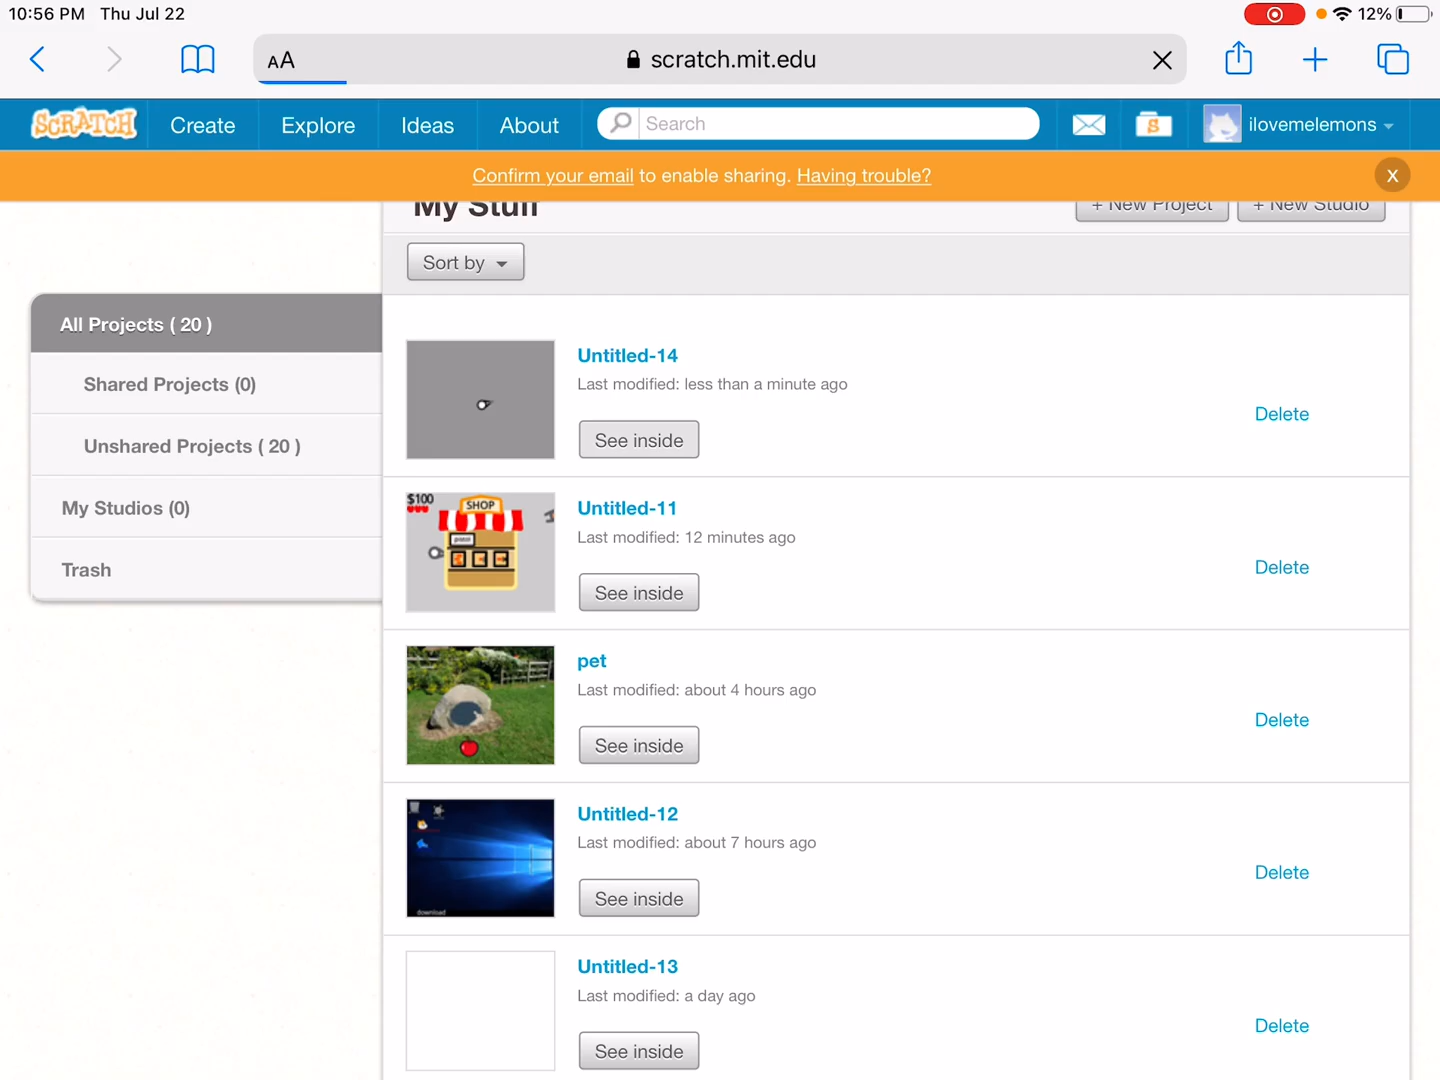 10:56 PM Thu Jul 22
12%
AA
scratch.mit.edu
SCRATCH
Create
Explore
Ideas
About
Search
ilovemelemons
Confirm your email to enable sharing. Having trouble?
X
My Stuff
+ New Project
+ New Studio
Sort by
All Projects ( 20 )
Shared Projects (0)
Unshared Projects ( 20 )
My Studios (0)
Trash
Untitled-14
Last modified: less than a minute ago
See inside
Delete
$100
SHOP
Untitled-11
Last modified: 12 minutes ago
See inside
Delete
pet
Last modified: about 4 hours ago
See inside
Delete
download
Untitled-12
Last modified: about 7 hours ago
See inside
Delete
Untitled-13
Last modified: a day ago
See inside
Delete